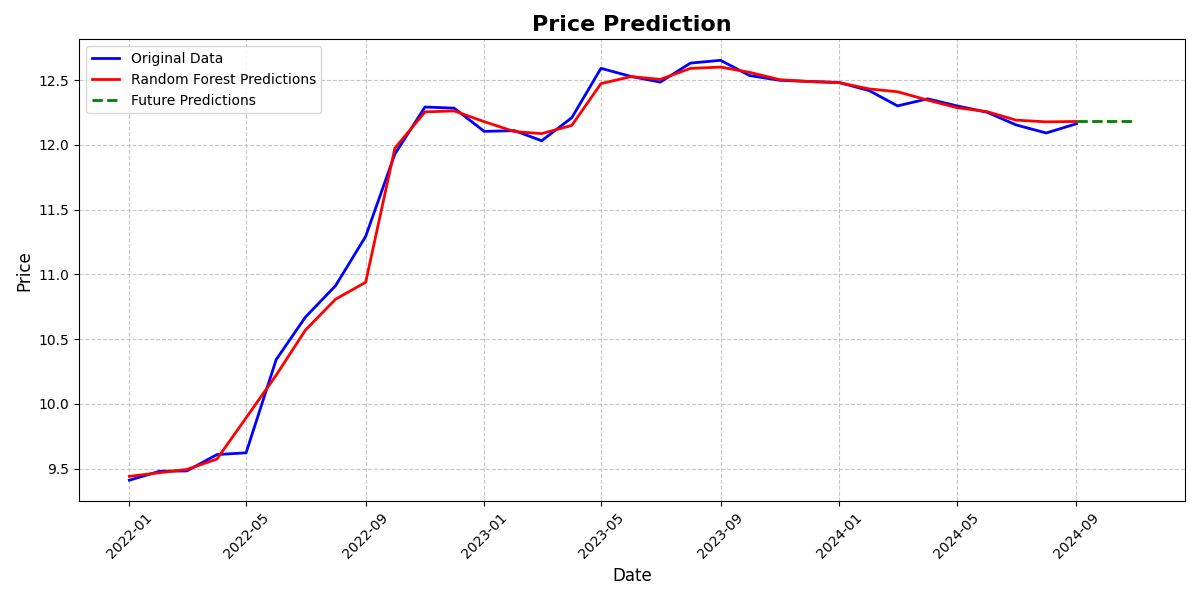 Price Prediction
Original Data
Random Forest Predictions
Future Predictions
Price
12.5
12.0
11.5
11.0
10.5
10.0
9.5
2022-01
2022-05
2022-09
2023-01
2023-05
2023-09
2024-01
2024-05
2024-09
Date